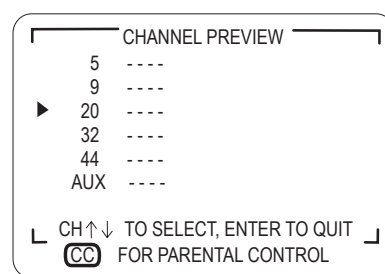 CHANNEL PREVIEW
5 ----
9 ----
▶ 20 ----
32 ----
44 ----
AUX ----
CH↑↓ TO SELECT, ENTER TO QUIT
CC FOR PARENTAL CONTROL